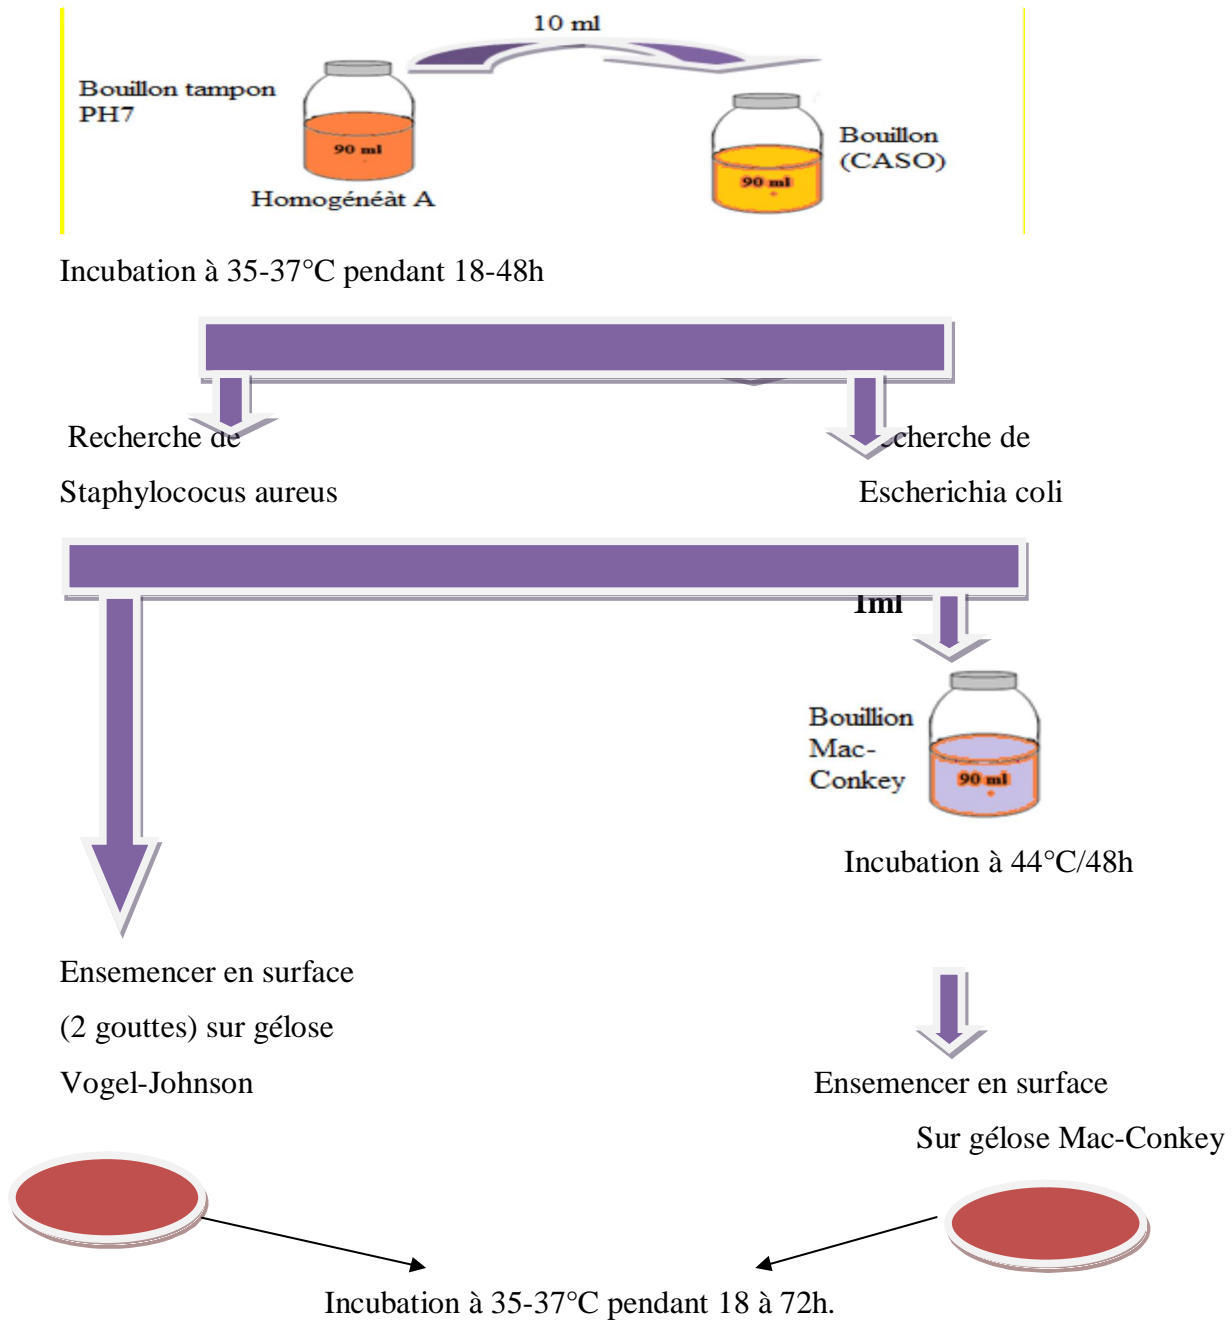 10 ml
Bouillon tampon
PH7
90 ml
Homogénéàt A
Bouillon
(CASO)
90 ml
Incubation à 35-37°C pendant 18-48h
Recherche de
Staphylococus aureus
echerche de
Escherichia coli
1ml
Bouillion
Mac-
Conkey
90 ml
Incubation à 44°C/48h
Ensemencer en surface
(2 gouttes) sur gélose
Vogel-Johnson
Ensemencer en surface
Sur gélose Mac-Conkey
Incubation à 35-37°C pendant 18 à 72h.